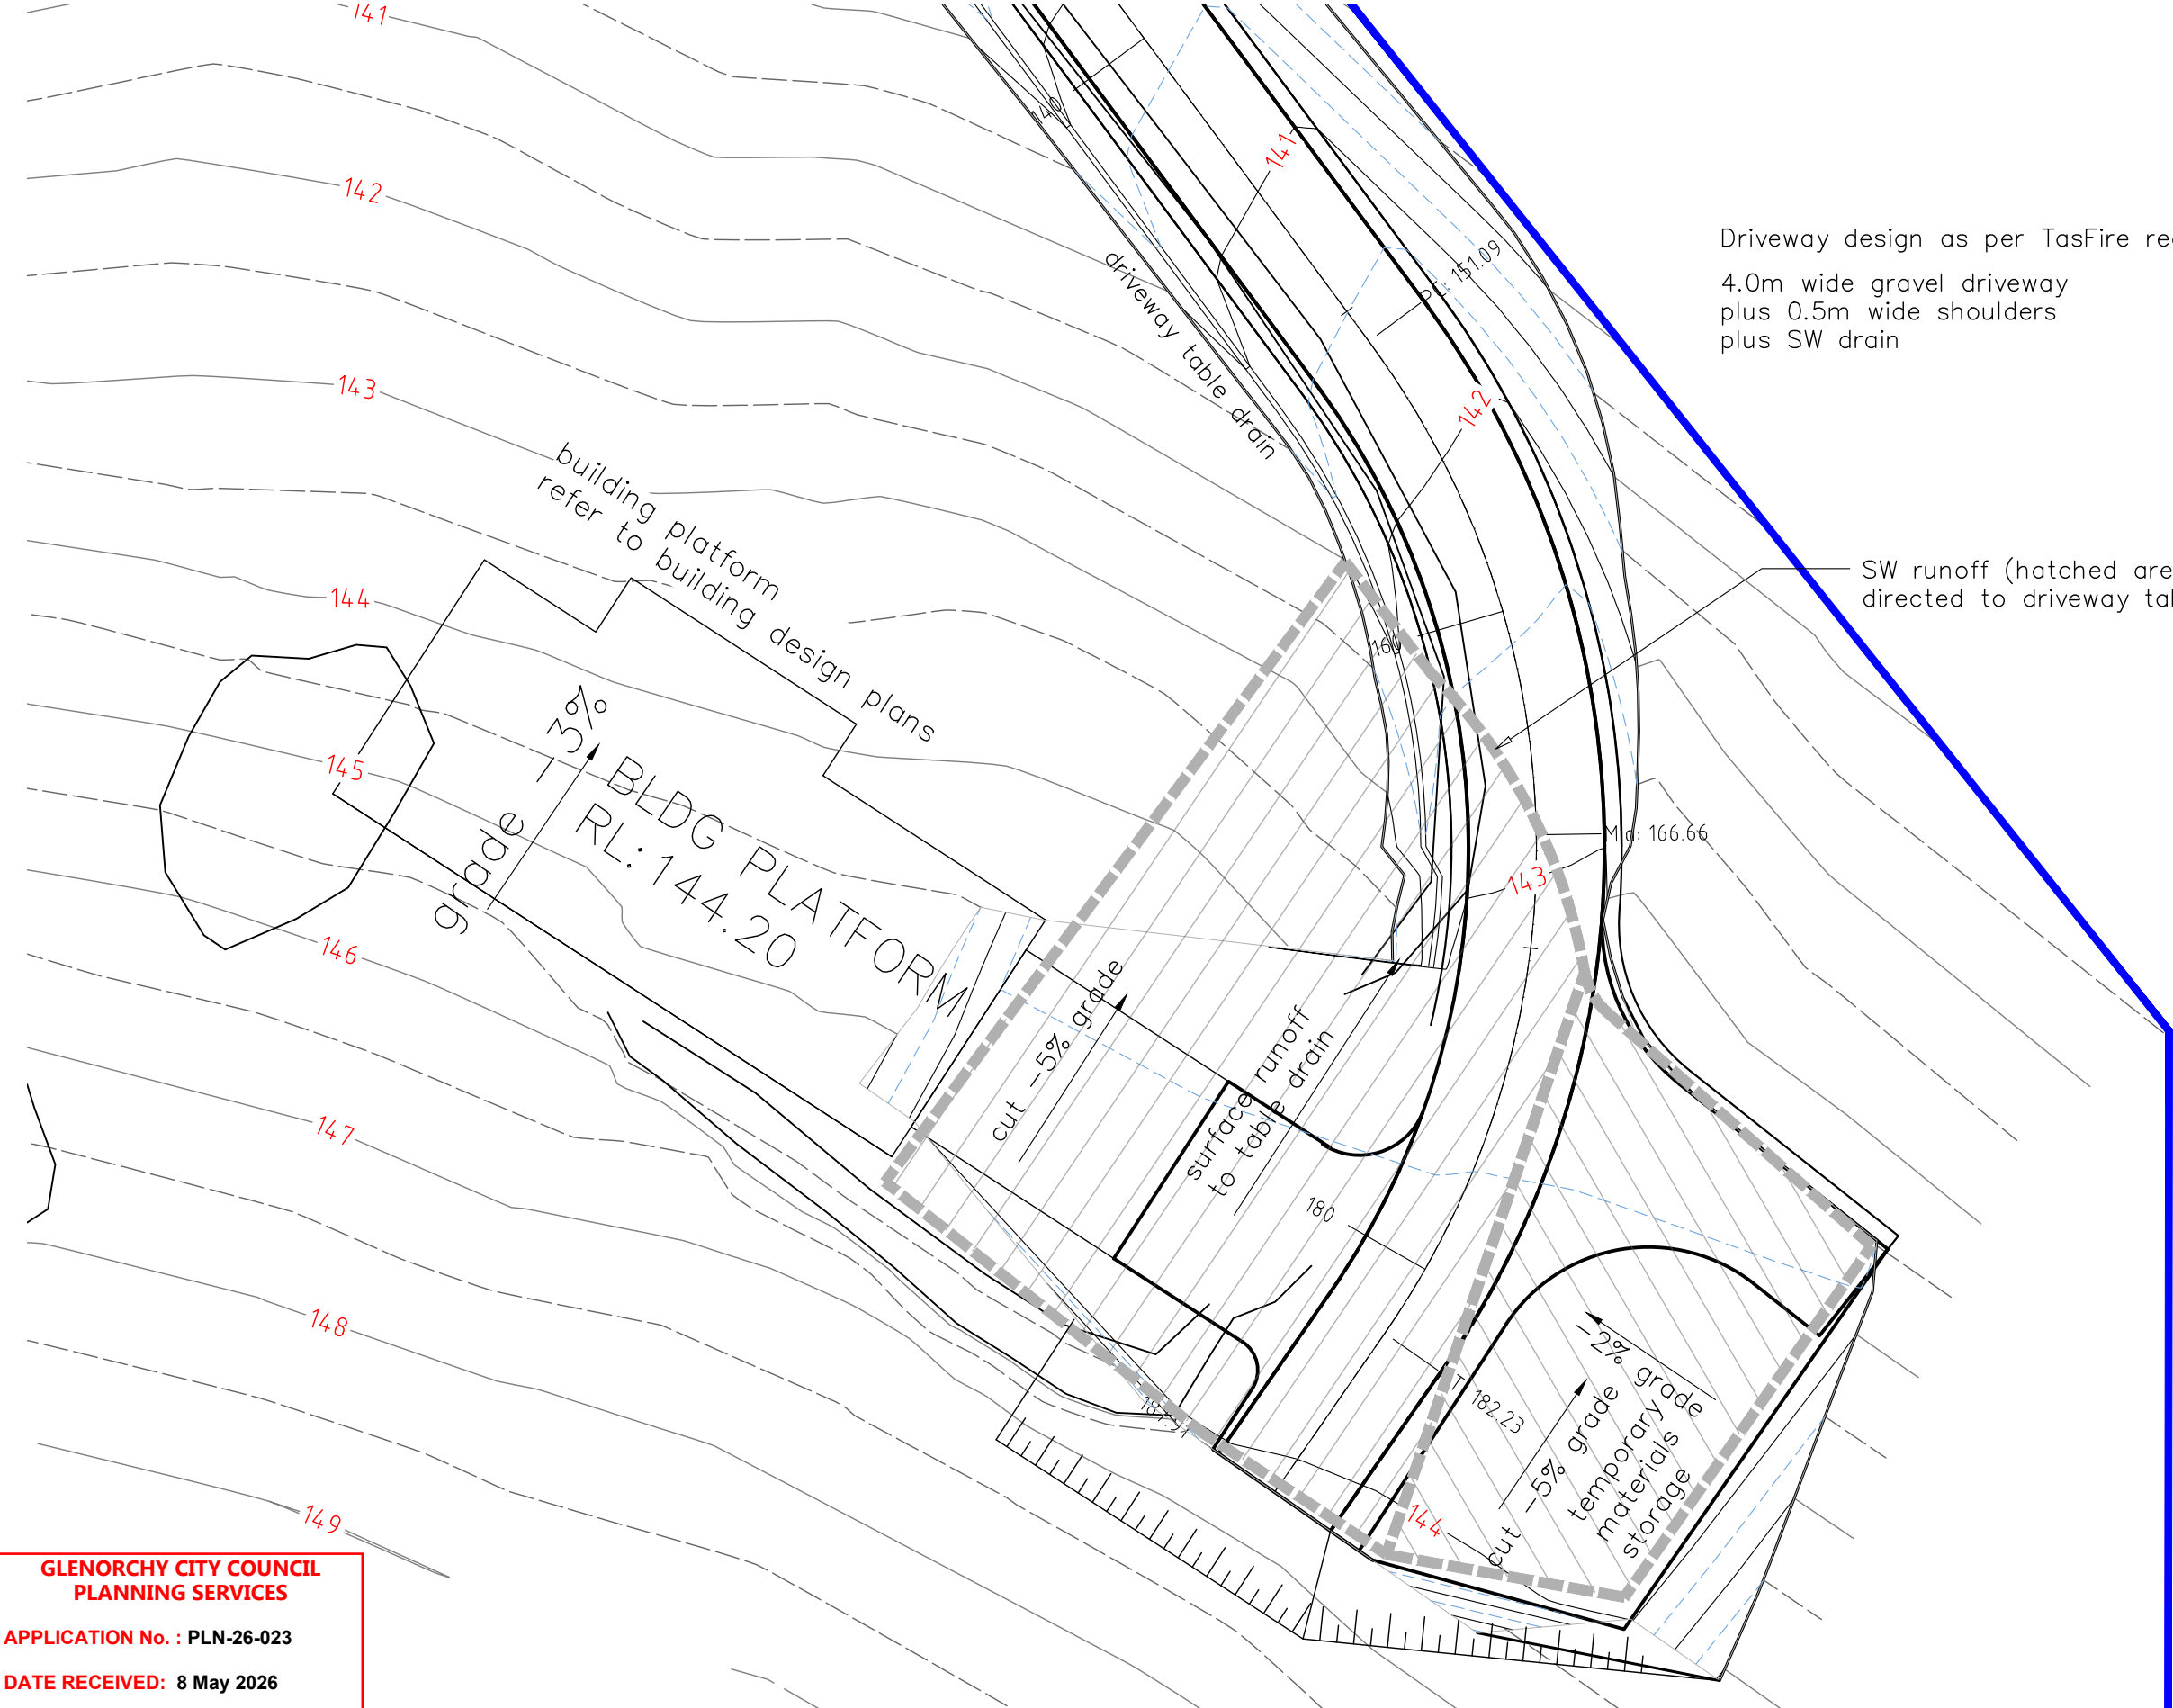 141
140
141
142
Driveway design as per TasFire
4.0m wide gravel driveway
plus 0.5m wide shoulders
plus SW drain
151.09
driveway table drain
142
143
building platform
refer to building design plans
SW runoff (hatched
directed to driveway
144
160
145
grade -3%
BLDG PLATFORM
RL: 144.20
166.66
143
146
cut -5% grade
surface runoff
to table drain
147
180
148
-2% grade
cut -5% grade
temporary
materials
storage
T 182.23
144
149
GLENORCHY CITY COUNCIL
PLANNING SERVICES
APPLICATION No. : PLN-26-023
DATE RECEIVED: 8 May 2026